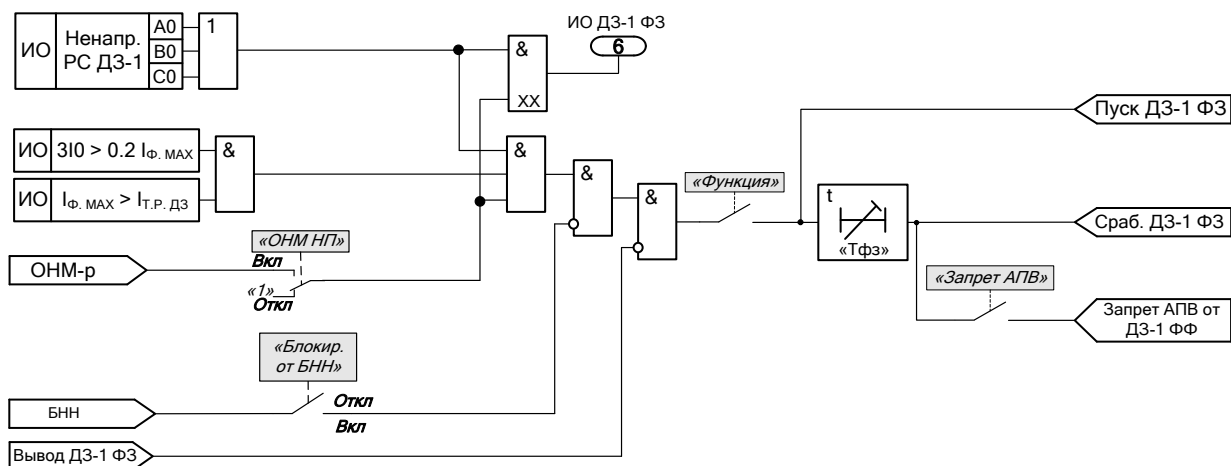 ИО
Ненапр.
РС ДЗ-1
A0
B0
C0
1
&
XX
ИО ДЗ-1 ФЗ
6
Пуск ДЗ-1 ФЗ
ИО
3I0 > 0.2 IФ. MAX
&
ИО
IФ. MAX > IТ.Р. ДЗ
&
&
&
«Функция»
t
«Тфз»
Сраб. ДЗ-1 ФЗ
«ОНМ НП»
Вкл
ОНМ-р
«1»
Откл
«Запрет АПВ»
Запрет АПВ от
ДЗ-1 ФФ
«Блокир.
от БНН»
Откл
БНН
Вкл
Вывод ДЗ-1 ФЗ